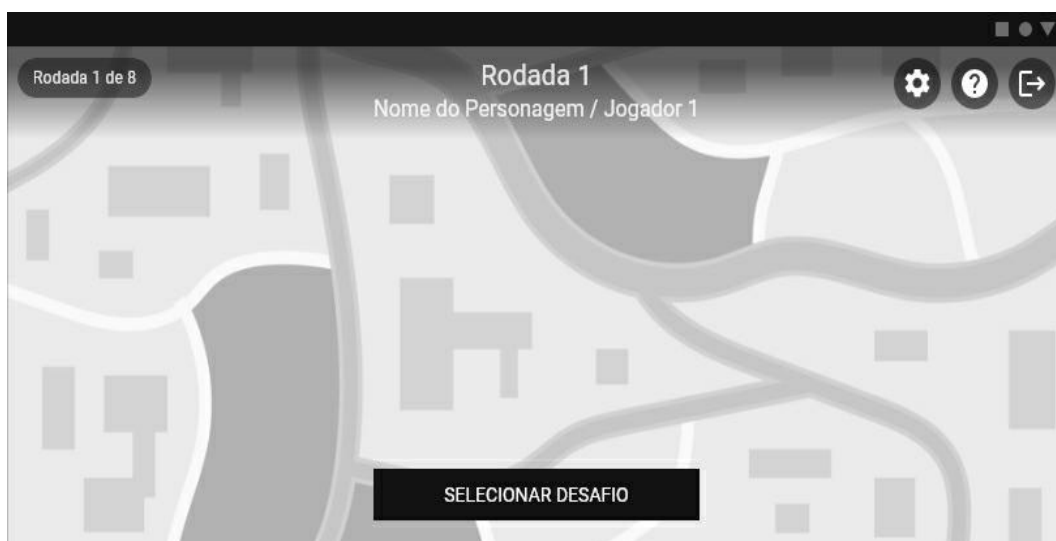 Rodada 1 de 8
Rodada 1
Nome do Personagem / Jogador 1
SELECIONAR DESAFIO